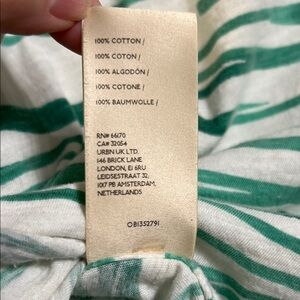 100% COTTON /
100% COTON /
100% ALGODÓN /
100% COTONE /
100% BAUMWOLLE /
RN# 66170
CA# 32054
URBN UK LTD.
146 BRICK LANE
LONDON, E1 6RU
LEIDSESTRAAT 32,
1017 PB AMSTERDAM,
NETHERLANDS
OB1352791